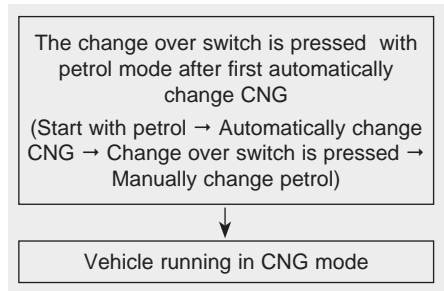 The change over switch is pressed with
petrol mode after first automatically
change CNG
(Start with petrol → Automatically change
CNG → Change over switch is pressed →
Manually change petrol)
Vehicle running in CNG mode